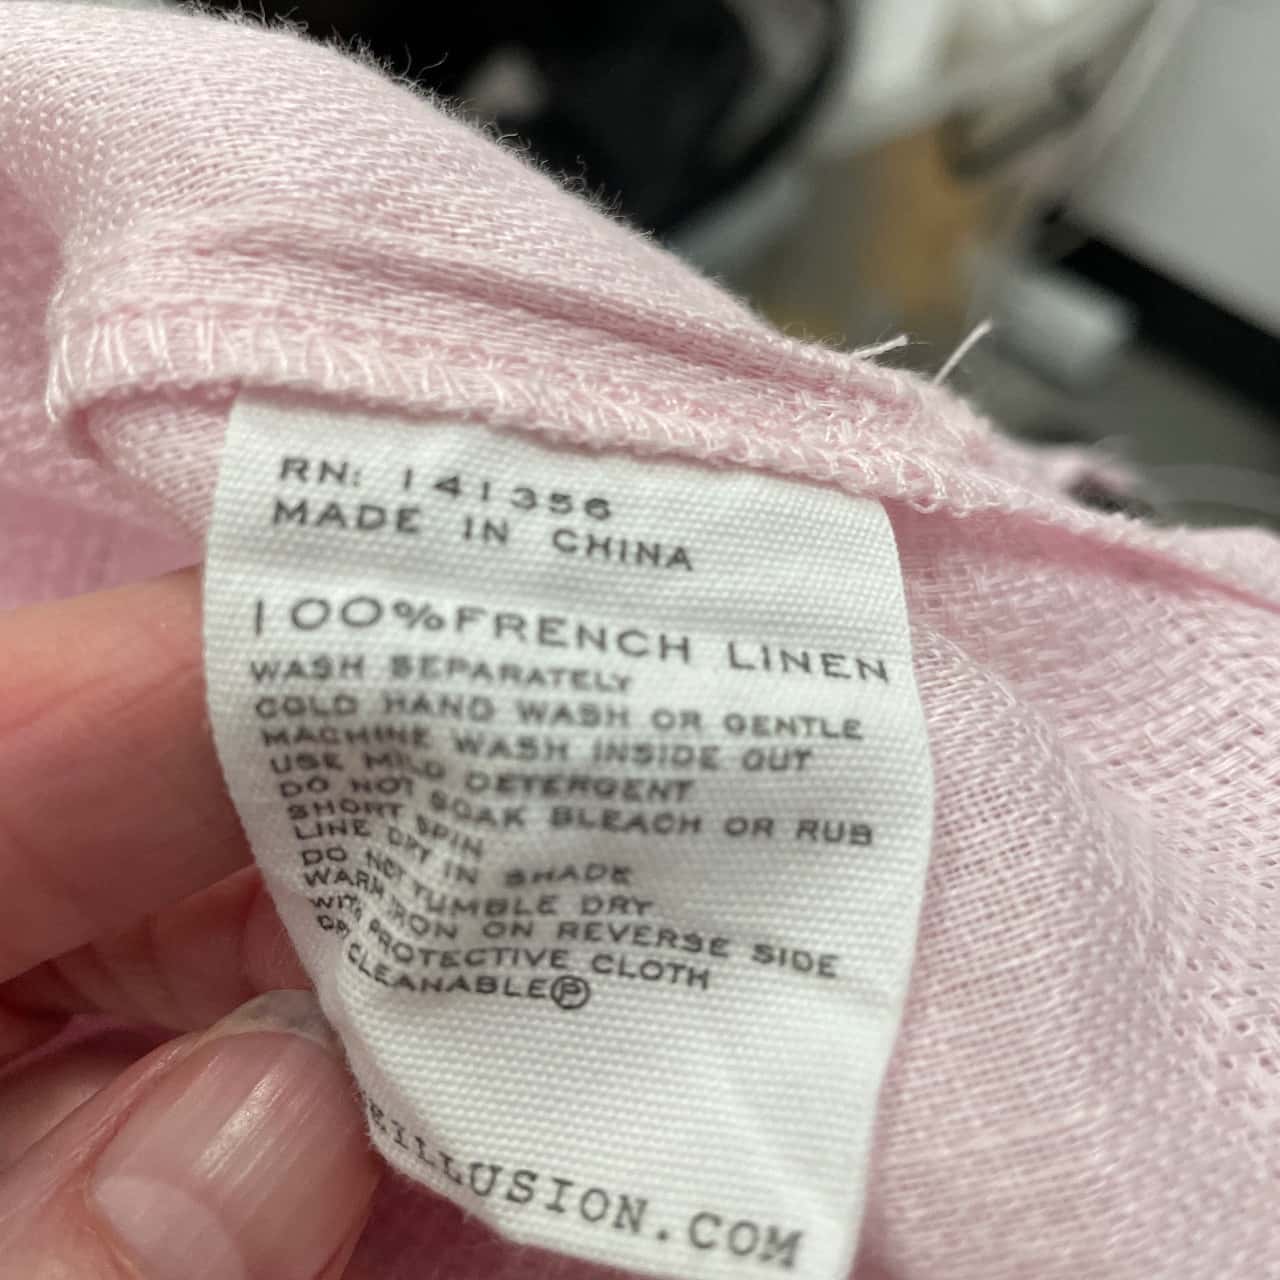 RN: 141356
MADE IN CHINA
100%FRENCH LINEN
WASH SEPARATELY
COLD HAND WASH OR GENTLE
MACHINE WASH INSIDE OUT
USE MILD DETERGENT
DO NOT SOAK BLEACH OR RUB
SHORT SPIN
LINE DRY IN SHADE
DO NOT TUMBLE DRY
WARM IRON ON REVERSE SIDE
WITH PROTECTIVE CLOTH
DRY CLEANABLE Ⓟ
EILLUSION.COM